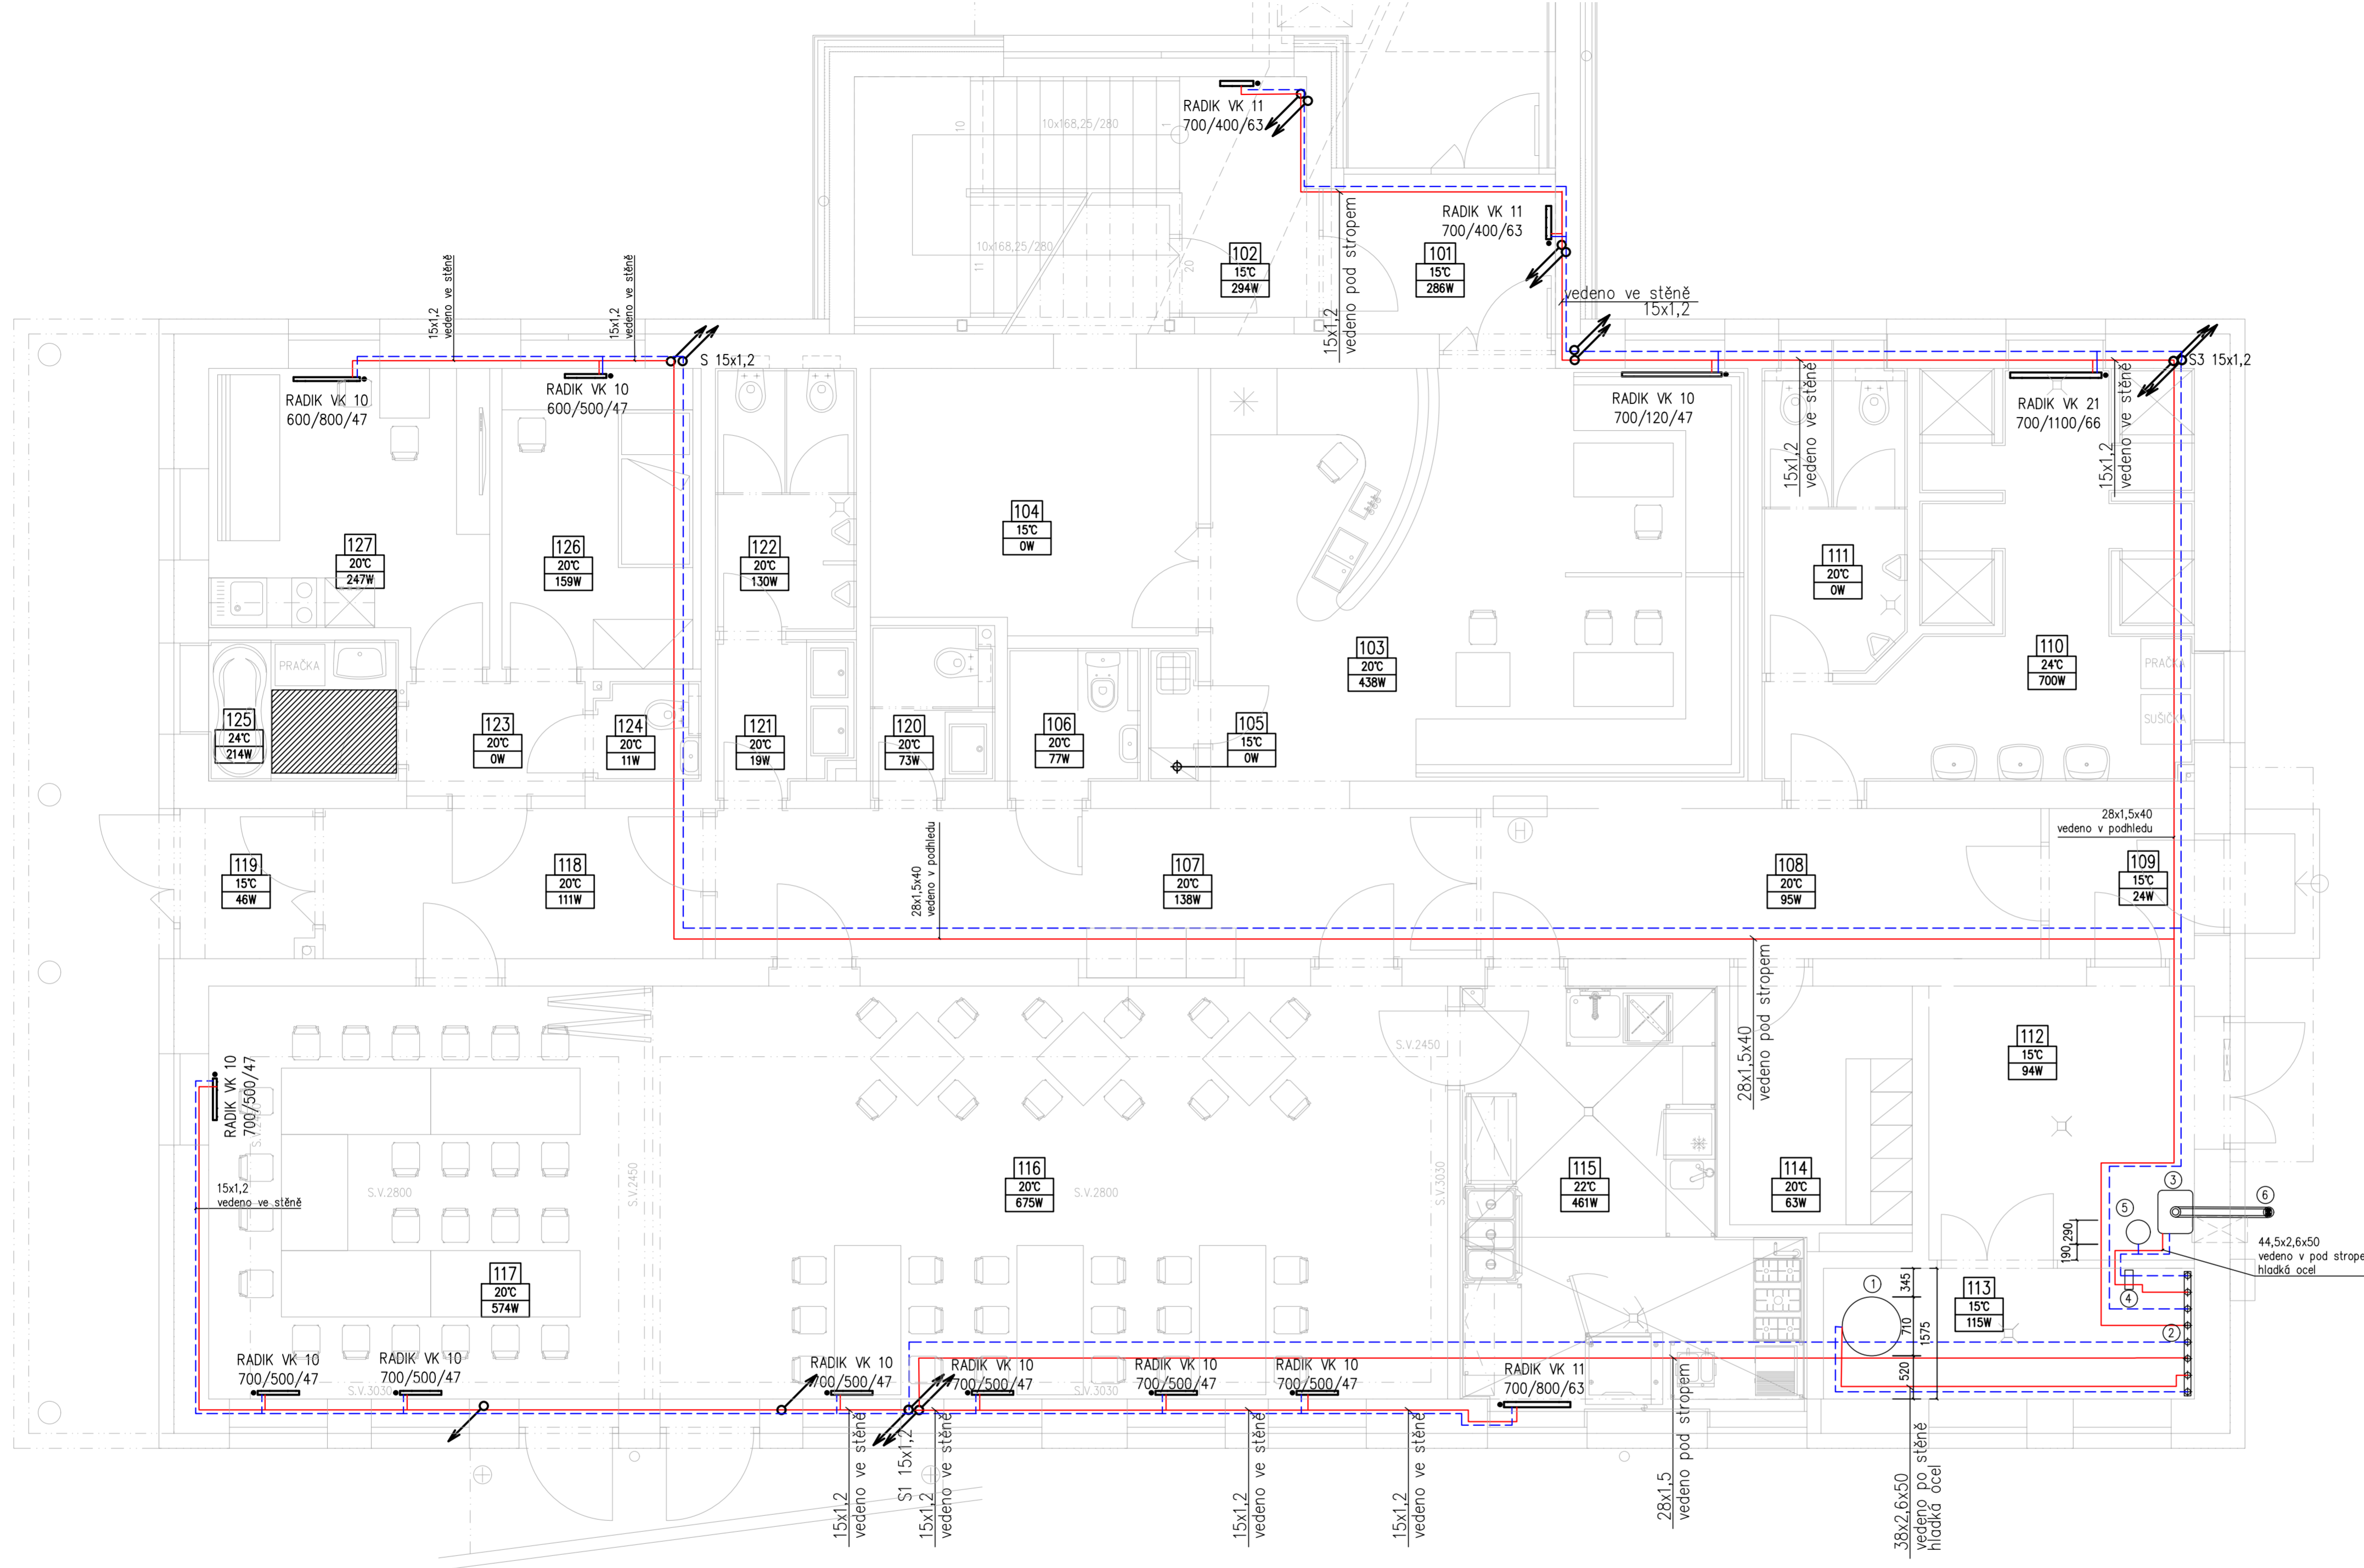 RADIK VK 11
700/400/63
10
10x168,25/280
1
10x168,25/280
11
20
102
15°C
294W
15x1,2
vedeno pod stropem
RADIK VK 11
700/400/63
101
15°C
286W
vedeno ve stěně
15x1,2
15x1,2
vedeno ve stěně
15x1,2
vedeno ve stěně
S 15x1,2
RADIK VK 10
600/800/47
RADIK VK 10
600/500/47
RADIK VK 10
700/120/47
15x1,2
vedeno ve stěně
RADIK VK 21
700/1100/66
15x1,2
vedeno ve stěně
S3 15x1,2
127
20°C
247W
126
20°C
159W
122
20°C
130W
104
15°C
0W
111
20°C
0W
103
20°C
438W
110
24°C
700W
PRAČKA
SUŠIČKA
PRAČKA
125
24°C
214W
123
20°C
0W
124
20°C
11W
121
20°C
19W
120
20°C
73W
106
20°C
77W
105
15°C
0W
119
15°C
46W
118
20°C
111W
28x1,5x40
vedeno v podhledu
107
20°C
138W
H
108
20°C
95W
28x1,5x40
vedeno v podhledu
109
15°C
24W
28x1,5x40
vedeno pod stropem
RADIK VK 10
700/500/47
15x1,2
vedeno ve stěně
S.V.2800
S.V.2450
S.V.2800
S.V.2450
S.V.3030
116
20°C
675W
115
22°C
461W
114
20°C
63W
112
15°C
94W
117
20°C
574W
3
5
6
290
190
44,5x2,6x50
vedeno v pod strope
hladká ocel
1
4
2
345
710
1575
520
113
15°C
115W
RADIK VK 10
700/500/47
RADIK VK 10
700/500/47
S.V.3030
RADIK VK 10
700/500/47
RADIK VK 10
700/500/47
S.V.3030
RADIK VK 10
700/500/47
RADIK VK 10
700/500/47
RADIK VK 11
700/800/63
15x1,2
vedeno ve stěně
S1 15x1,2
15x1,2
vedeno ve stěně
15x1,2
vedeno ve stěně
15x1,2
vedeno ve stěně
28x1,5
vedeno pod stropem
38x2,6x50
vedeno po stěně
hladká ocel